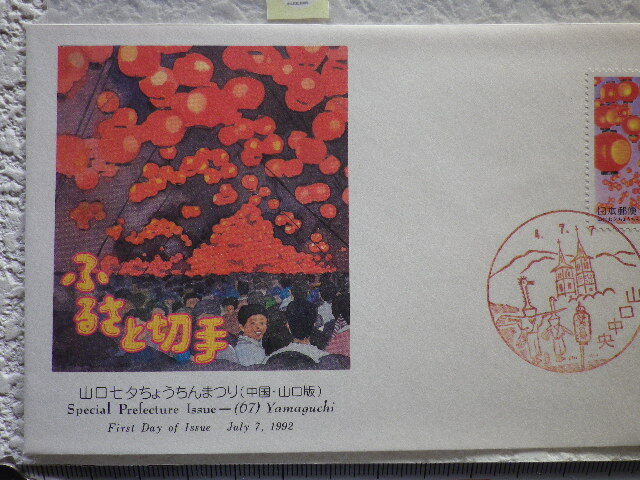 ふるさと切手
山口七夕ちょうちんまつり(中国・山口版)
Special Prefecture Issue—(07) Yamaguchi
First Day of Issue July 7, 1992
日本郵便
4.7.7
山口中央